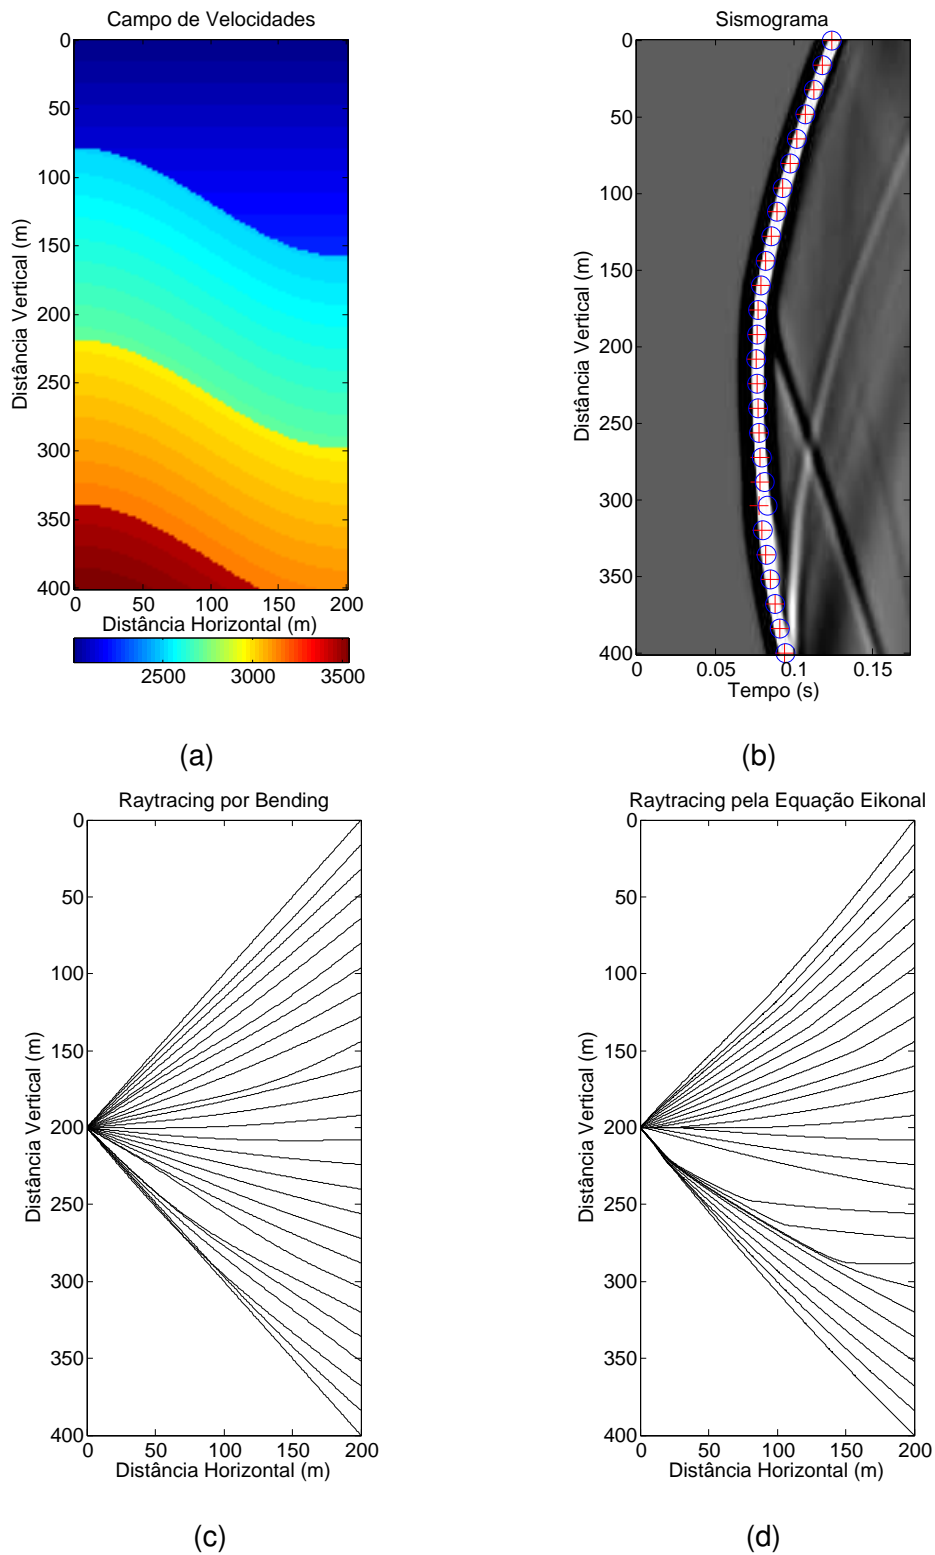 Campo de Velocidades
0
50
100
150
200
250
300
350
400
Distância Vertical (m)
0 50 100 150 200
Distância Horizontal (m)
2500 3000 3500
(a)
Sismograma
0
50
100
150
200
250
300
350
400
Distância Vertical (m)
0 0.05 0.1 0.15
Tempo (s)
(b)
Raytracing por Bending
0
50
100
150
200
250
300
350
400
Distância Vertical (m)
0 50 100 150 200
Distância Horizontal (m)
(c)
Raytracing pela Equação Eikonal
0
50
100
150
200
250
300
350
400
Distância Vertical (m)
0 50 100 150 200
Distância Horizontal (m)
(d)